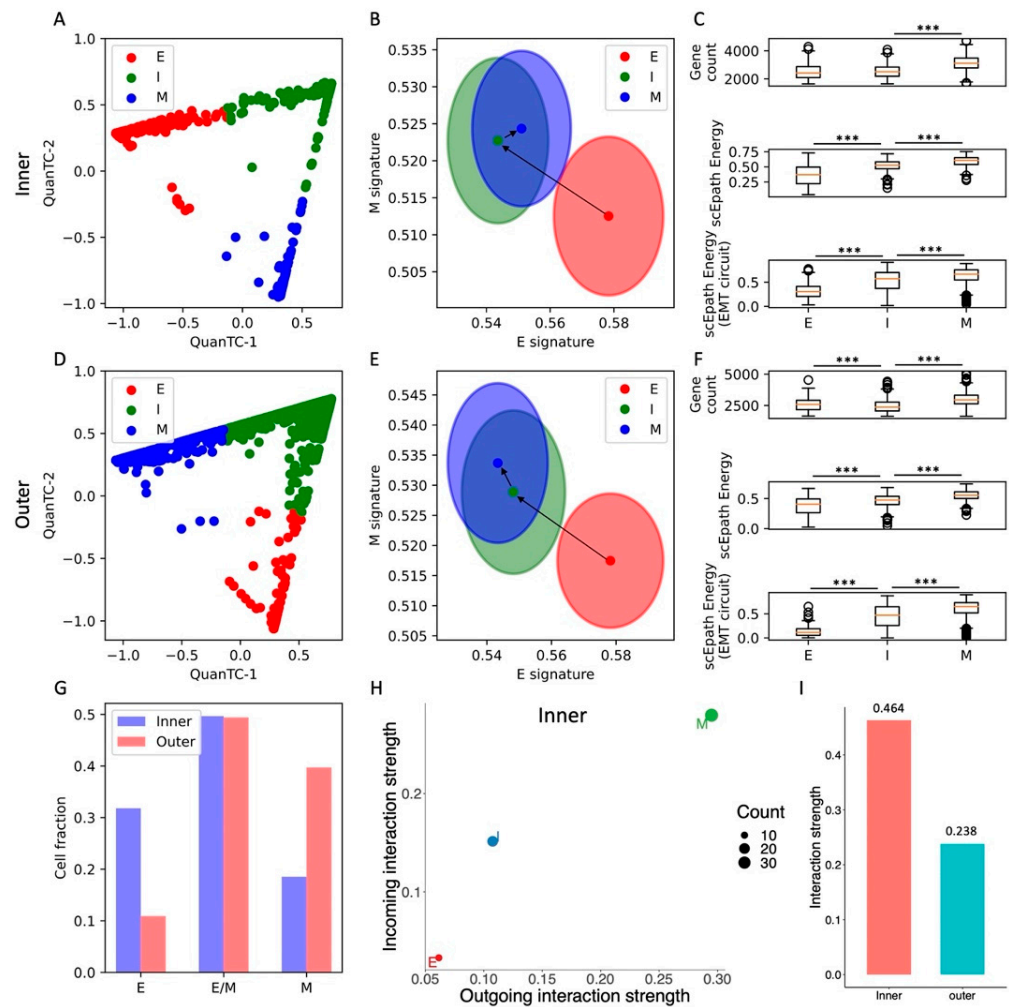 A
B
C
Inner
QuanTC-2
1.0
0.5
0.0
−0.5
−1.0
E
I
M
−1.0
−0.5
0.0
0.5
QuanTC-1
M signature
0.535
0.530
0.525
0.520
0.515
0.510
0.505
E
I
M
0.54
0.56
0.58
E signature
***
Gene
count
4000
2000
*** ***
scEpath Energy
0.75
0.50
0.25
*** ***
scEpath Energy
(EMT circuit)
0.5
0.0
E I M
D
E
F
Outer
QuanTC-2
1.0
0.5
0.0
−0.5
−1.0
E
I
M
−1.0
−0.5
0.0
0.5
QuanTC-1
M signature
0.545
0.540
0.535
0.530
0.525
0.520
0.515
0.510
0.505
E
I
M
0.54
0.56
0.58
E signature
*** ***
Gene
count
5000
2500
*** ***
scEpath Energy
0.5
0.0
*** ***
scEpath Energy
(EMT circuit)
0.5
0.0
E I M
G
H
I
Cell fraction
0.5
0.4
0.3
0.2
0.1
0.0
Inner
Outer
E E/M M
Inner
Incoming interaction strength
0.2
0.1
M
I
E
0.05 0.10 0.15 0.20 0.25 0.30
Outgoing interaction strength
Count
10
20
30
Interaction strength
0.4
0.3
0.2
0.1
0.0
0.464
0.238
Inner outer